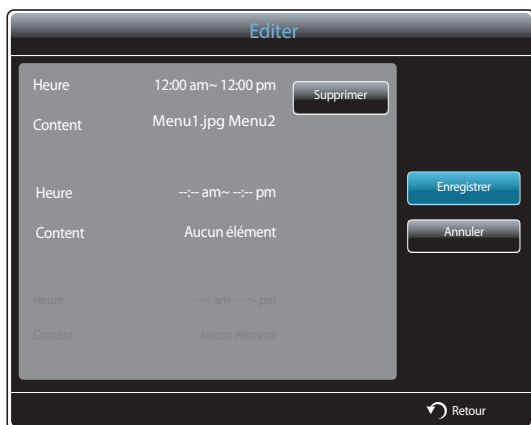 Editer
Heure 12:00 am~ 12:00 pm Supprimer
Content Menu1.jpg Menu2
Heure --:-- am~ --:-- pm Enregistrer
Content Aucun élément Annuler
Heure --:-- am~ --:-- pm
Content Aucun élément
Retour